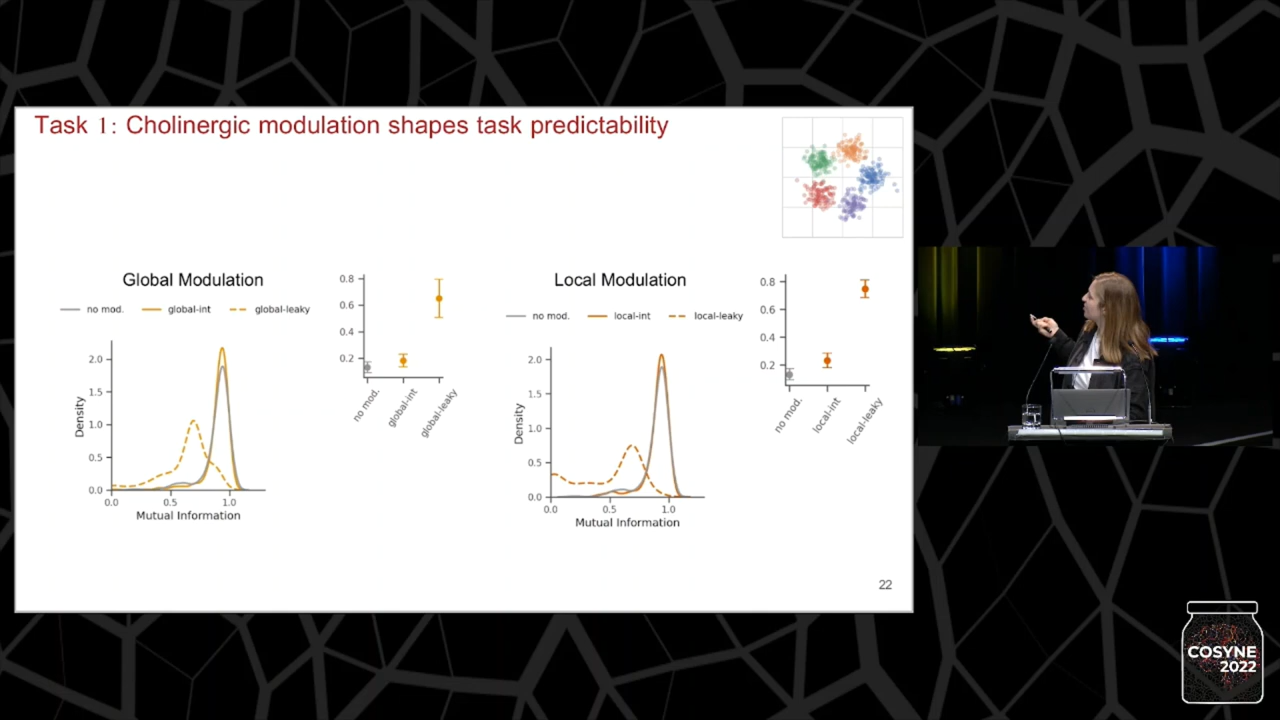 Task 1: Cholinergic modulation shapes task predictability
Global Modulation
no mod. global-int global-leaky
2.0
1.5
1.0
0.5
0.0
Density
0.0 0.5 1.0
Mutual Information
0.8
0.6
0.4
0.2
no mod. global-int global-leaky
Local Modulation
no mod. local-int local-leaky
2.0
1.5
1.0
0.5
0.0
Density
0.0 0.5 1.0
Mutual Information
0.8
0.6
0.4
0.2
no mod. local-int local-leaky
22
COSYNE
2022